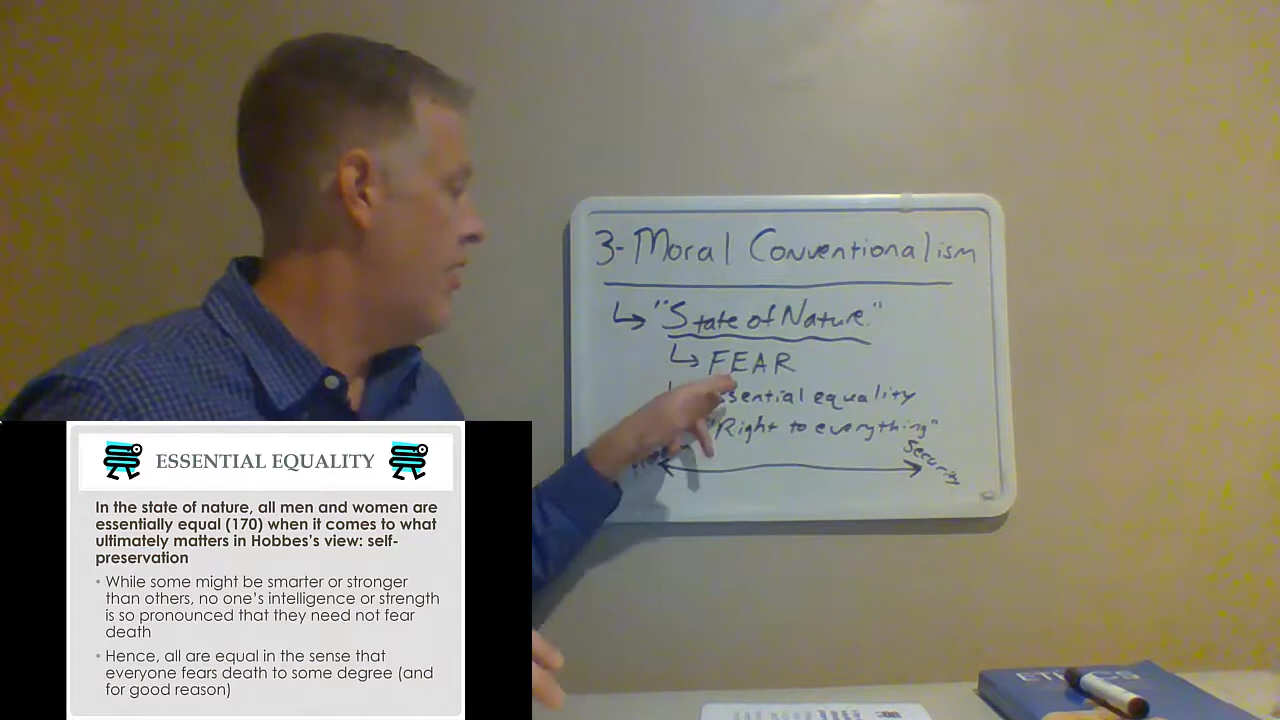 3- Moral Conventionalism
↳ "State of Nature"
↳ FEAR
equality
"Right to everything"
Security
ESSENTIAL EQUALITY
In the state of nature, all men and women are
essentially equal (170) when it comes to what
ultimately matters in Hobbes's view: self-
preservation
• While some might be smarter or stronger
than others, no one's intelligence or strength
is so pronounced that they need not fear
death
• Hence, all are equal in the sense that
everyone fears death to some degree (and
for good reason)
ETHICS